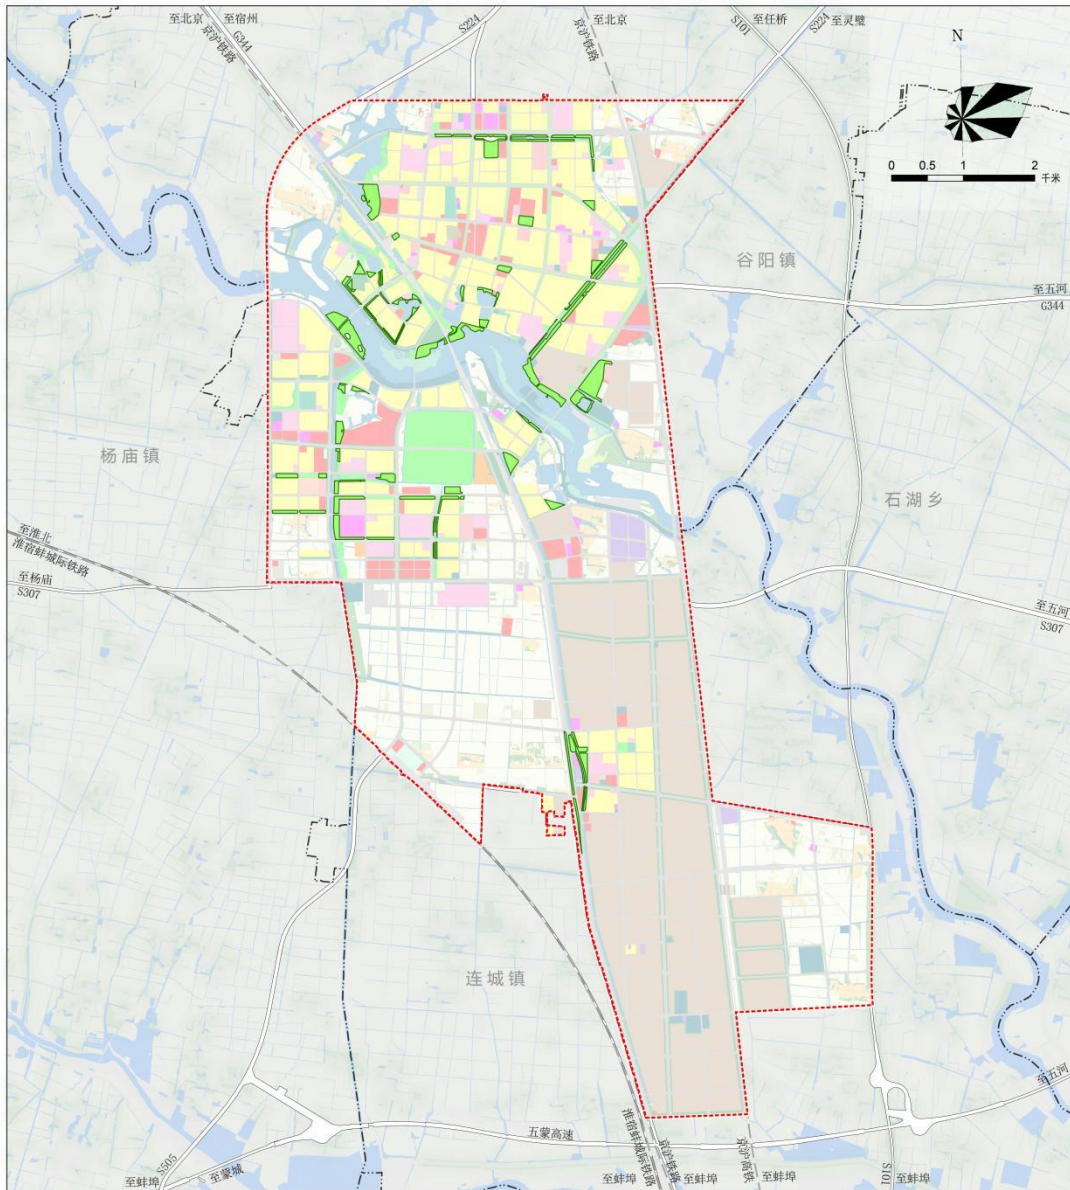 至北京
至宿州
京沪铁路
G344
S224
至北京
京沪铁路
S101
至任桥
S224
至灵璧
N
0 0.5 1 2
千米
谷阳镇
至五河
G344
杨庙镇
石湖乡
至淮北
淮宿蚌城际铁路
至杨庙
S307
至五河
S307
连城镇
至五河
五蒙高速
S505
至蚌埠
至蒙城
淮宿蚌城际铁路
至蚌埠
京沪铁路
至蚌埠
京沪高铁
至蚌埠
S101
至蚌埠